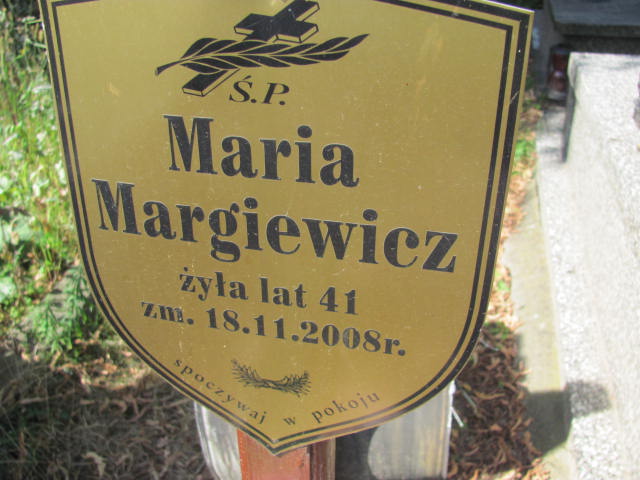 Ś.P.
Maria
Margiewicz
żyła lat 41
zm. 18.11.2008r.
spoczywaj w pokoju